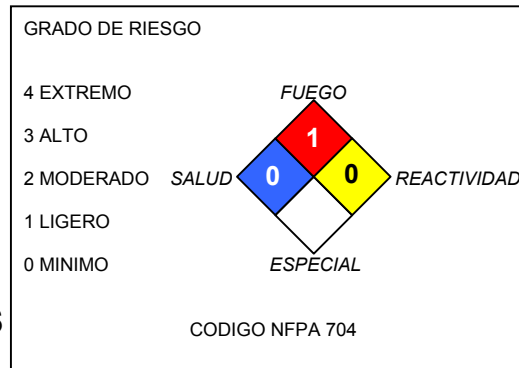 GRADO DE RIESGO
4 EXTREMO
FUEGO
3 ALTO
1
2 MODERADO
SALUD
0
0
REACTIVIDAD
1 LIGERO
0 MINIMO
ESPECIAL
S
CODIGO NFPA 704